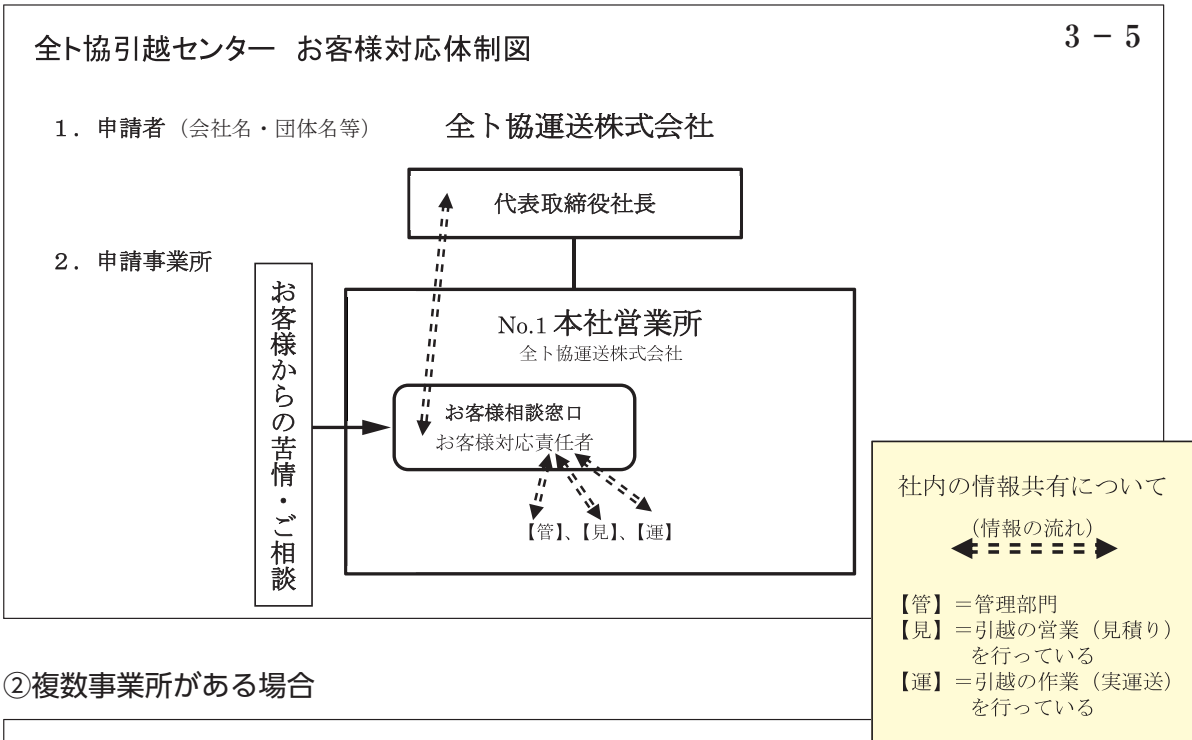 全ト協引越センター お客様対応体制図
3－5
1．申請者（会社名・団体名等）
全ト協運送株式会社
代表取締役社長
2．申請事業所
お客様からの苦情・ご相談
No.1 本社営業所
全ト協運送株式会社
お客様相談窓口
お客様対応責任者
【管】、【見】、【運】
社内の情報共有について
（情報の流れ）
【管】＝管理部門
【見】＝引越の営業（見積り）
を行っている
【運】＝引越の作業（実運送）
を行っている
②複数事業所がある場合